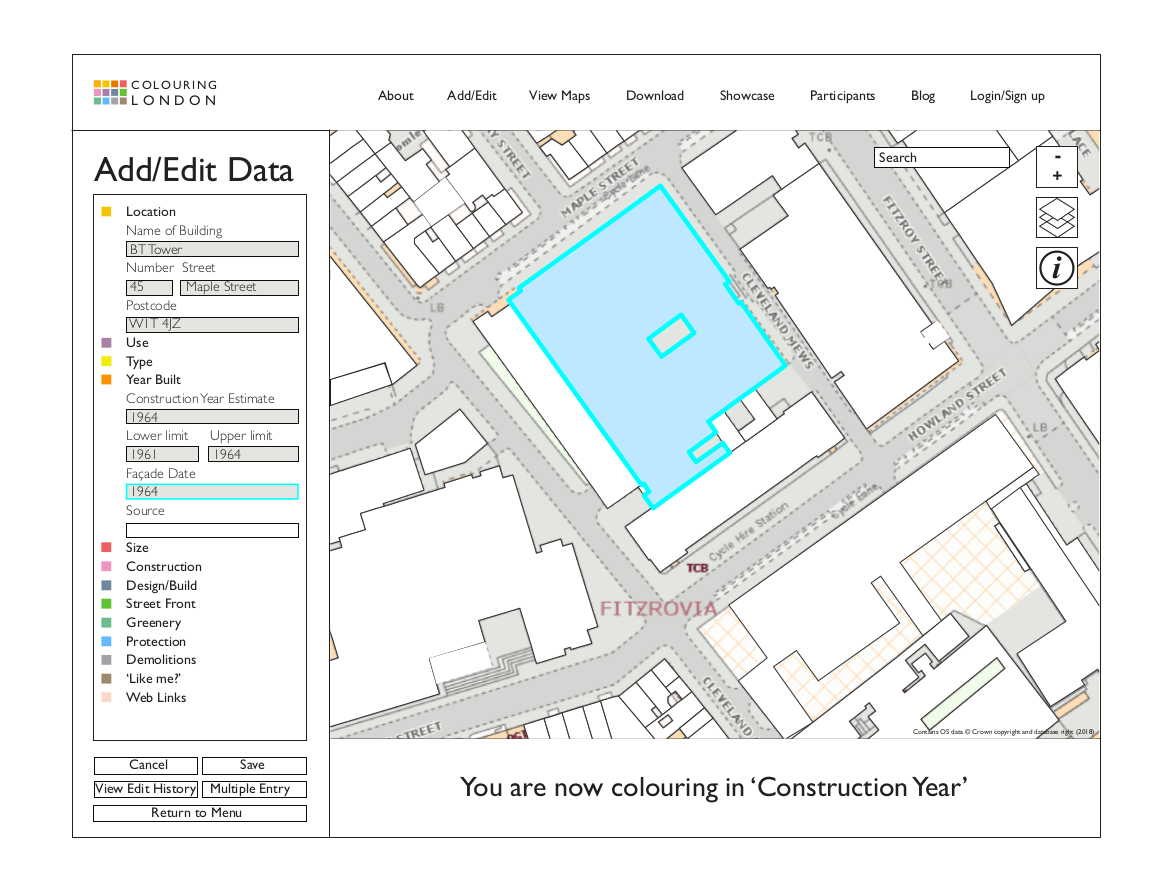 COLOURING
LONDON
About Add/Edit View Maps Download Showcase Participants Blog Login/Sign up
Add/Edit Data
Location
Name of Building
BT Tower
Number Street
45 Maple Street
Postcode
W1T 4JZ
Use
Type
Year Built
Construction Year Estimate
1964
Lower limit Upper limit
1961 1964
Façade Date
1964
Source
Size
Construction
Design/Build
Street Front
Greenery
Protection
Demolitions
‘Like me?’
Web Links
Cancel Save
View Edit History Multiple Entry
Return to Menu
Search
-
+
i
TCB
PLACE
Y STREET
MAPLE STREET
Cycle Lane
FITZROY STREET
TCB
LB
CLEVELAND MEWS
HOWLAND STREET
LB
Cycle Lane
Cycle Hire Station
TCB
FITZROVIA
CLEVELAND
STREET
Contains OS data © Crown copyright and database right (2018)
You are now colouring in ‘Construction Year’